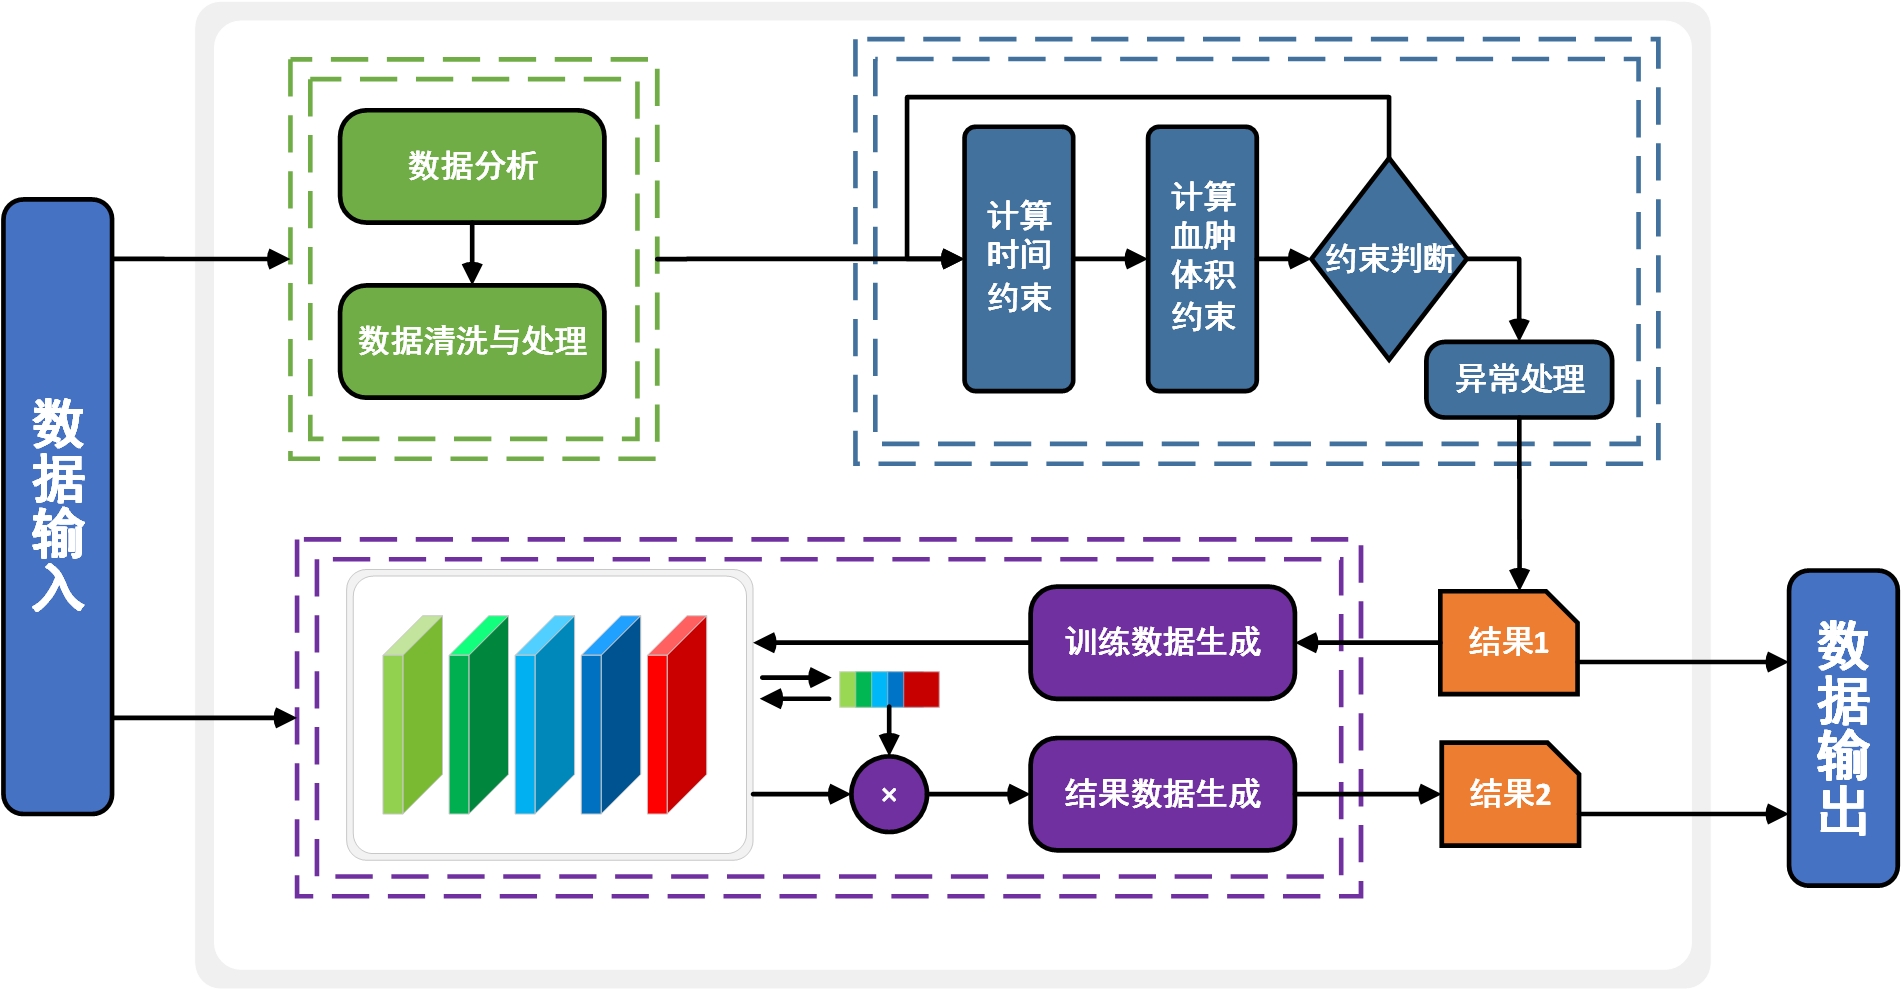 数据输入
数据分析
数据清洗与处理
计算
时间
约束
计算
血肿
体积
约束
约束判断
异常处理
训练数据生成
结果1
×
结果数据生成
结果2
数据输出